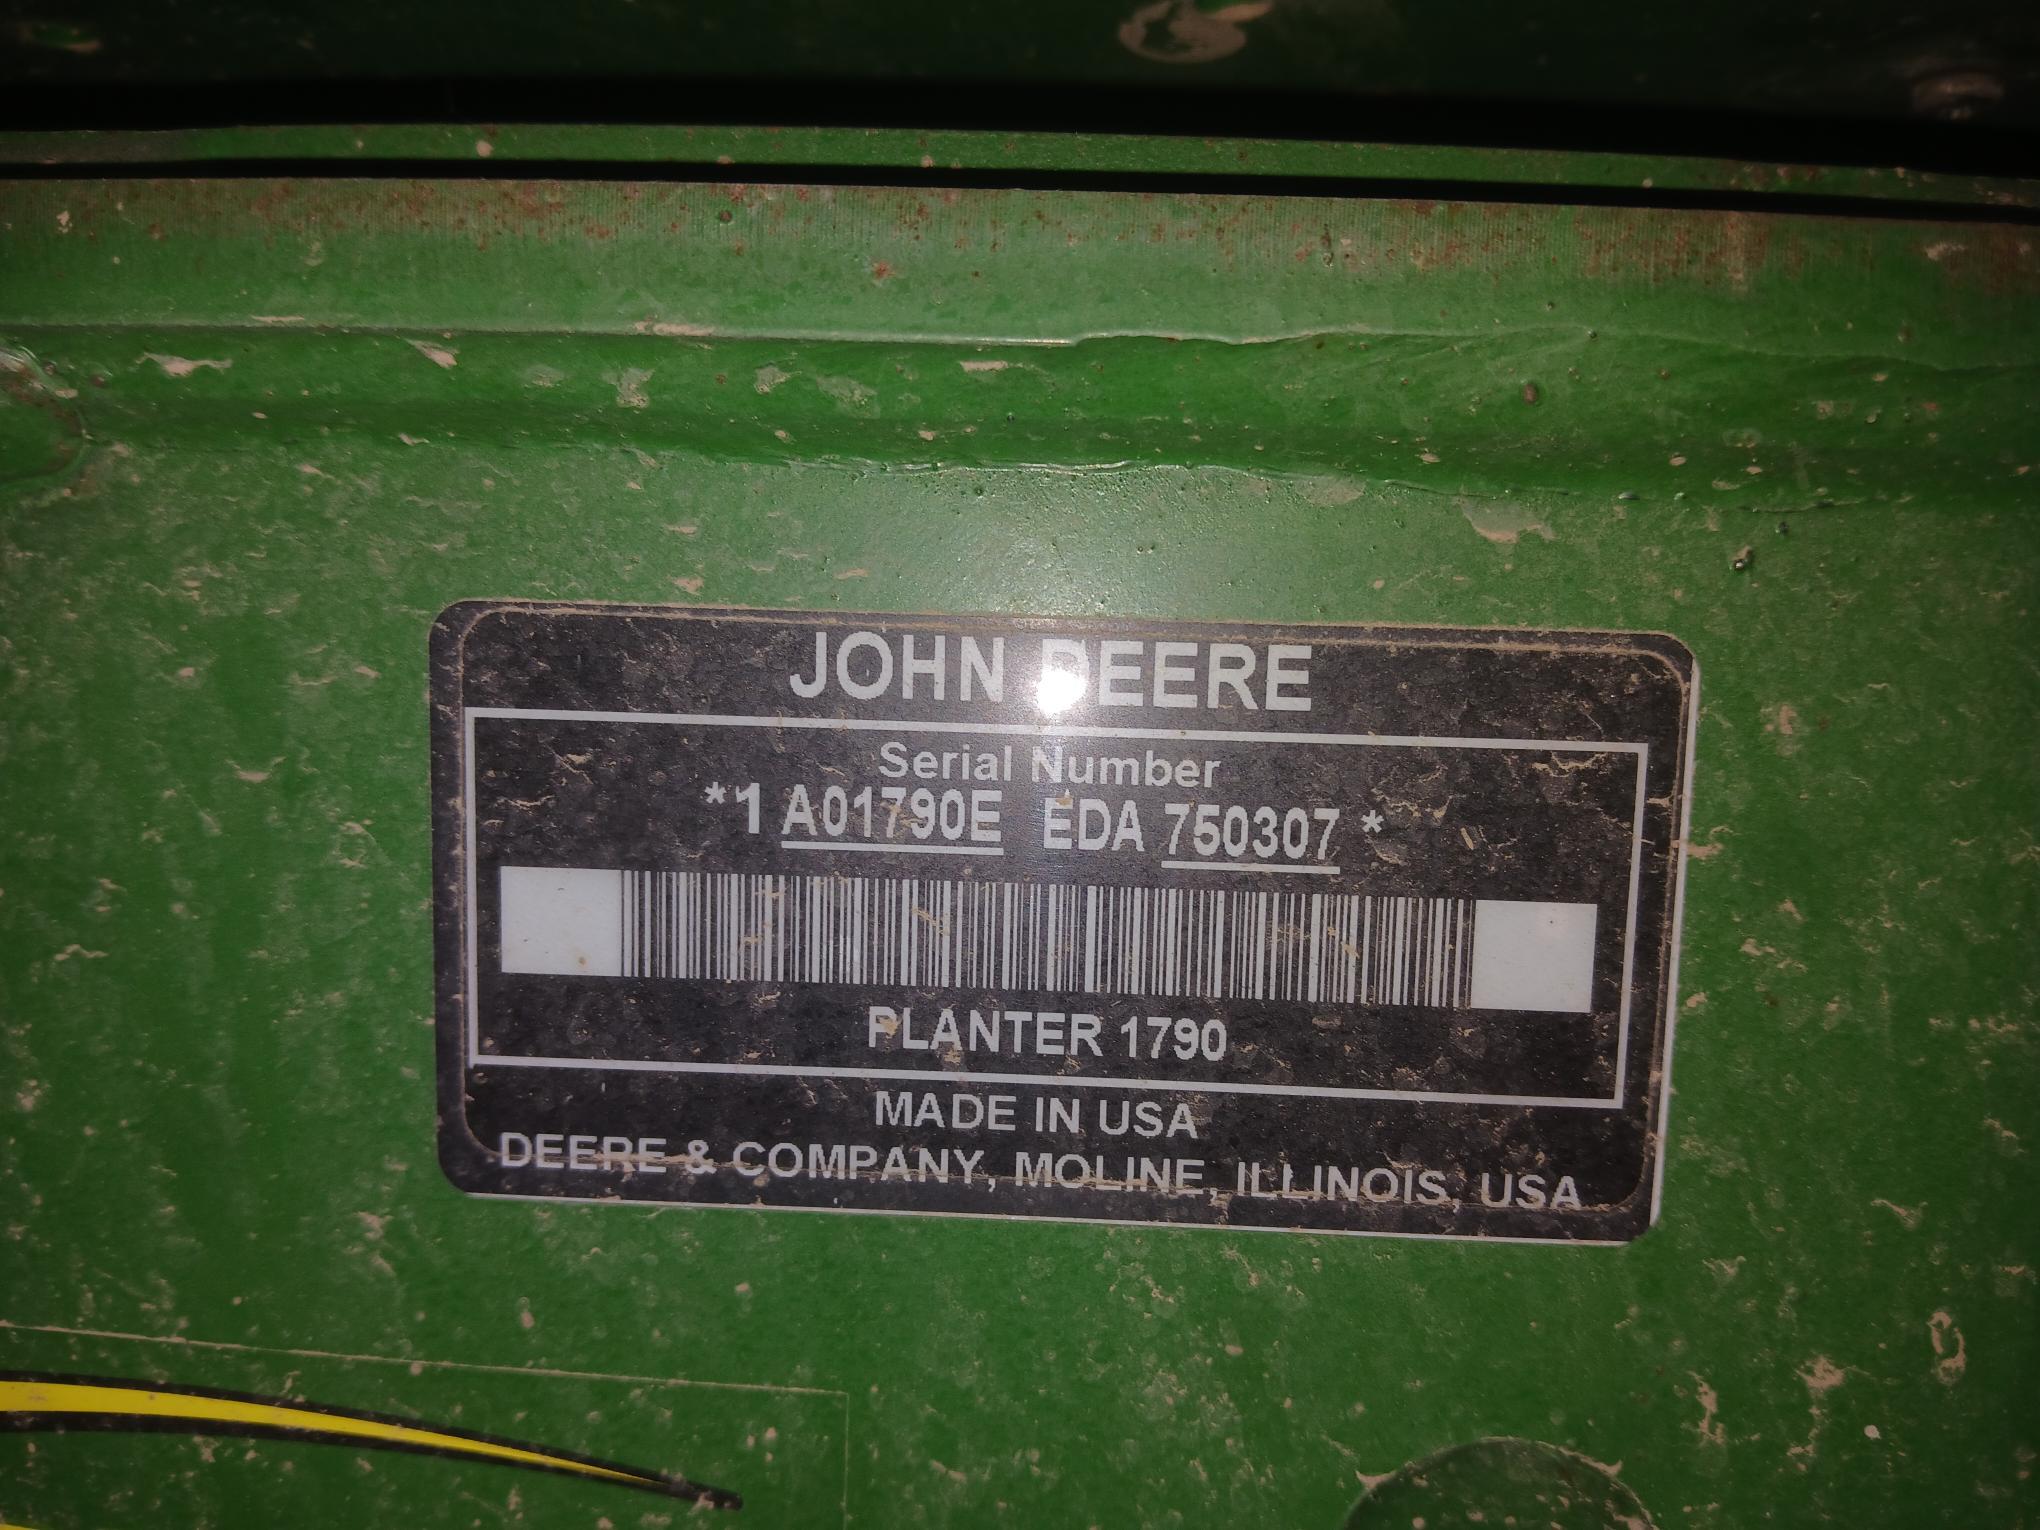 JOHN DEERE
Serial Number
*1 A01790E EDA 750307 *
PLANTER 1790
MADE IN USA
DEERE & COMPANY, MOLINE, ILLINOIS, USA